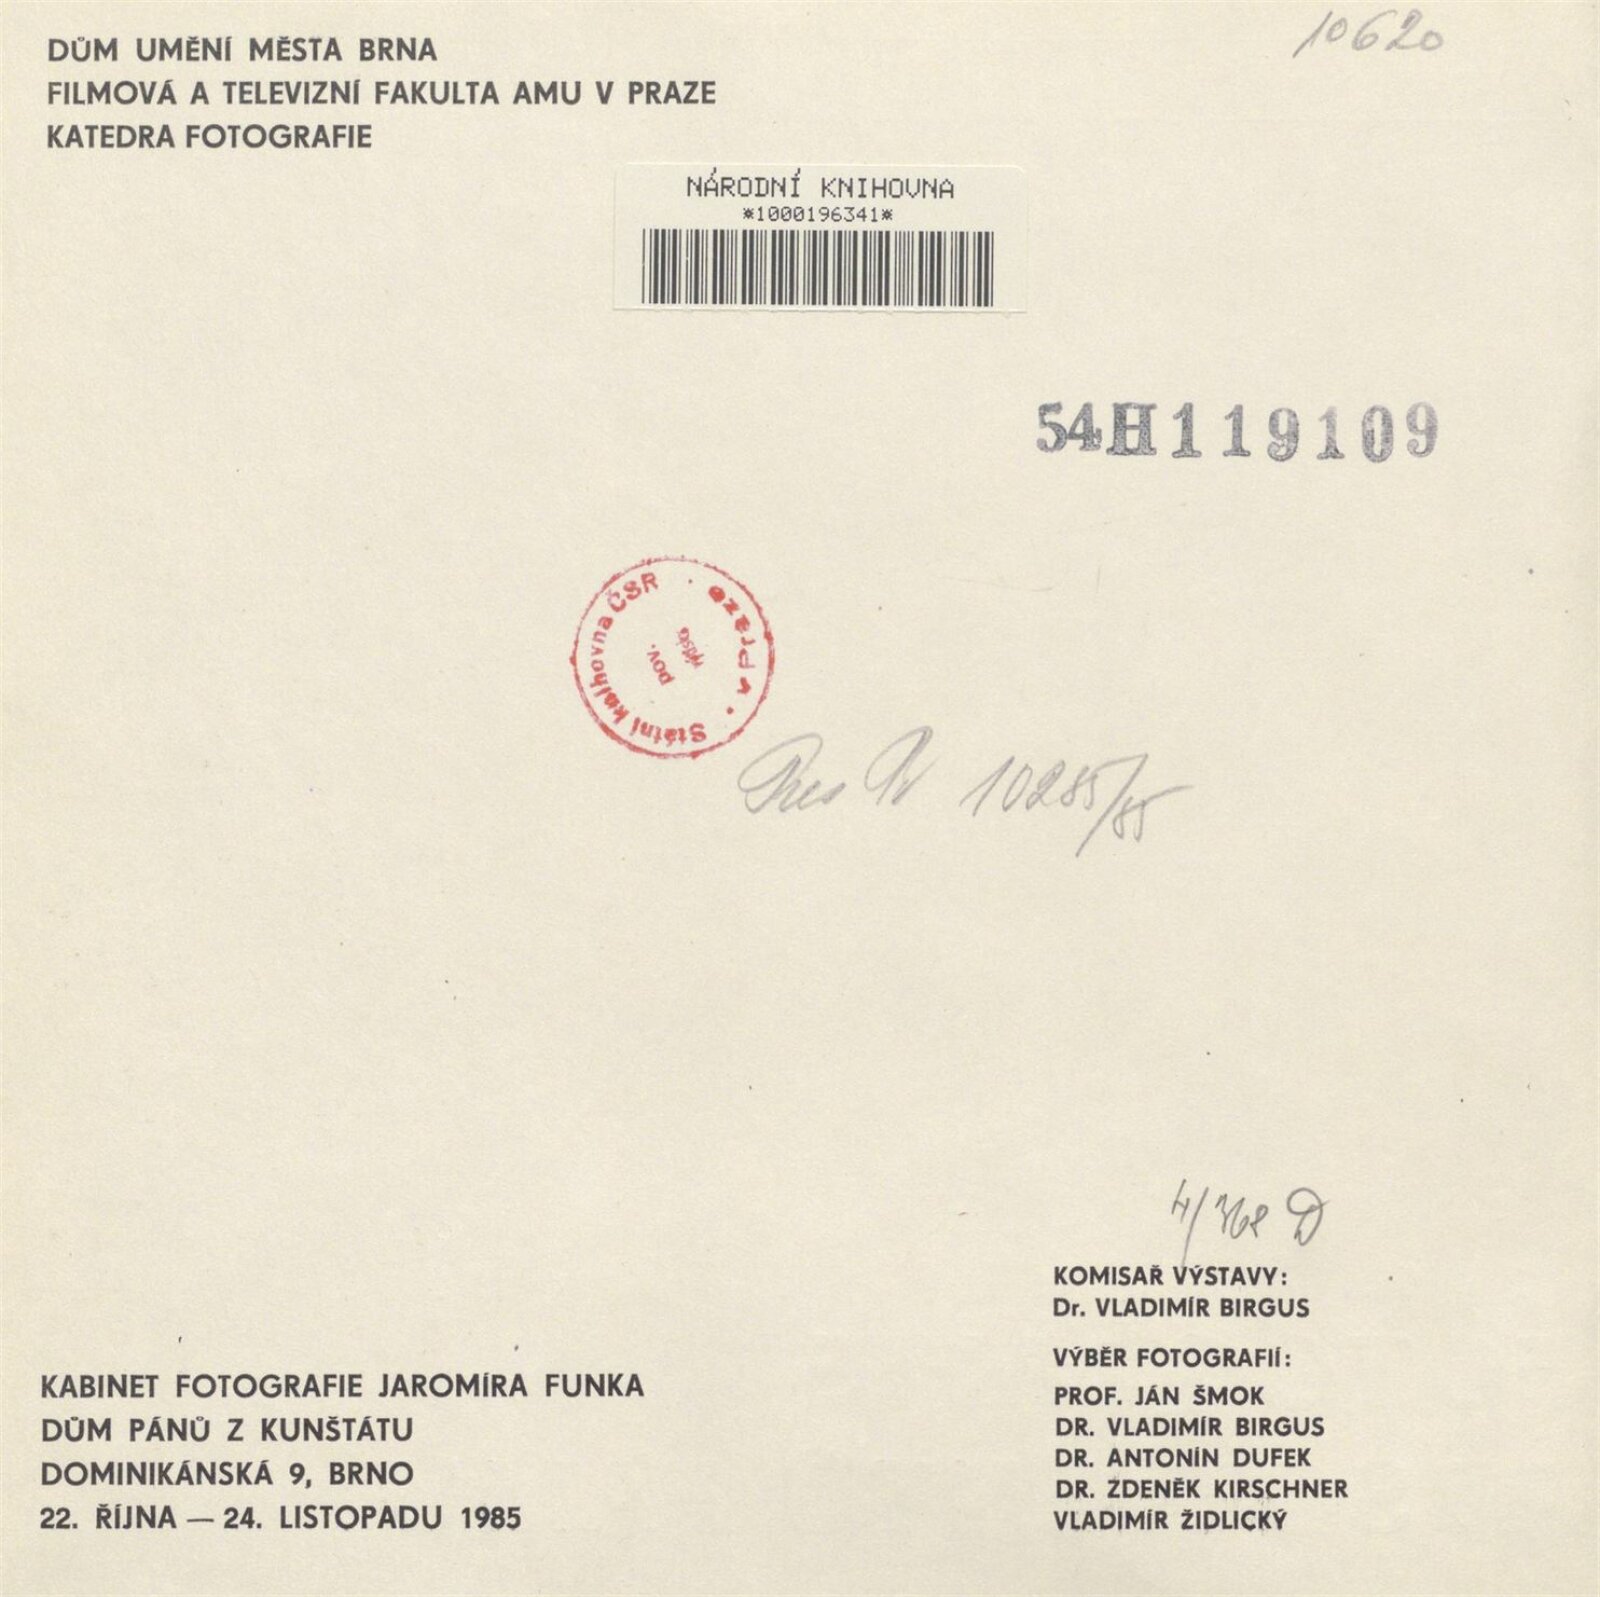 10620
DŮM UMĚNÍ MĚSTA BRNA
FILMOVÁ A TELEVIZNÍ FAKULTA AMU V PRAZE
KATEDRA FOTOGRAFIE
NÁRODNÍ KNIHOVNA
*1000196341*
54H119109
Státní knihovna ČSR · v Praze ·
pov.
10285/85
4/368 D
KOMISAŘ VÝSTAVY:
Dr. VLADIMÍR BIRGUS
VÝBĚR FOTOGRAFIÍ:
PROF. JÁN ŠMOK
DR. VLADIMÍR BIRGUS
DR. ANTONÍN DUFEK
DR. ZDENĚK KIRSCHNER
VLADIMÍR ŽIDLICKÝ
KABINET FOTOGRAFIE JAROMÍRA FUNKA
DŮM PÁNŮ Z KUNŠTÁTU
DOMINIKÁNSKÁ 9, BRNO
22. ŘÍJNA — 24. LISTOPADU 1985